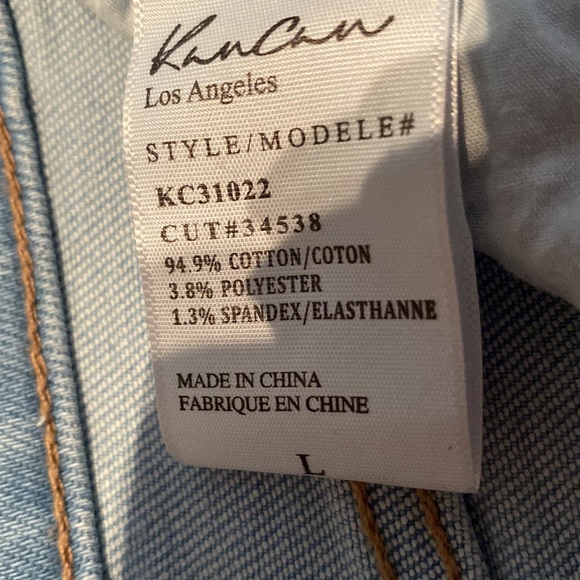 KanCan
Los Angeles
STYLE/MODELE#
KC31022
CUT#34538
94.9% COTTON/COTON
3.8% POLYESTER
1.3% SPANDEX/ELASTHANNE
MADE IN CHINA
FABRIQUE EN CHINE
L